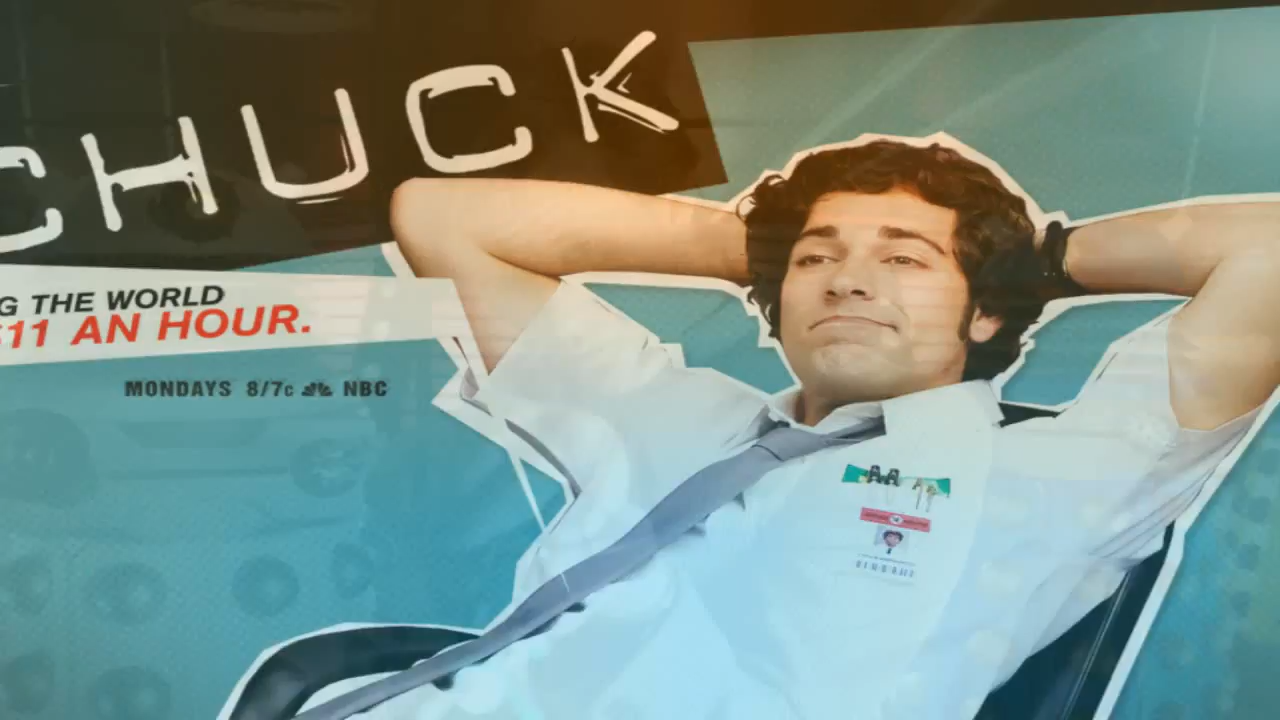 CHUCK
G THE WORLD
$11 AN HOUR.
MONDAYS 8/7c NBC